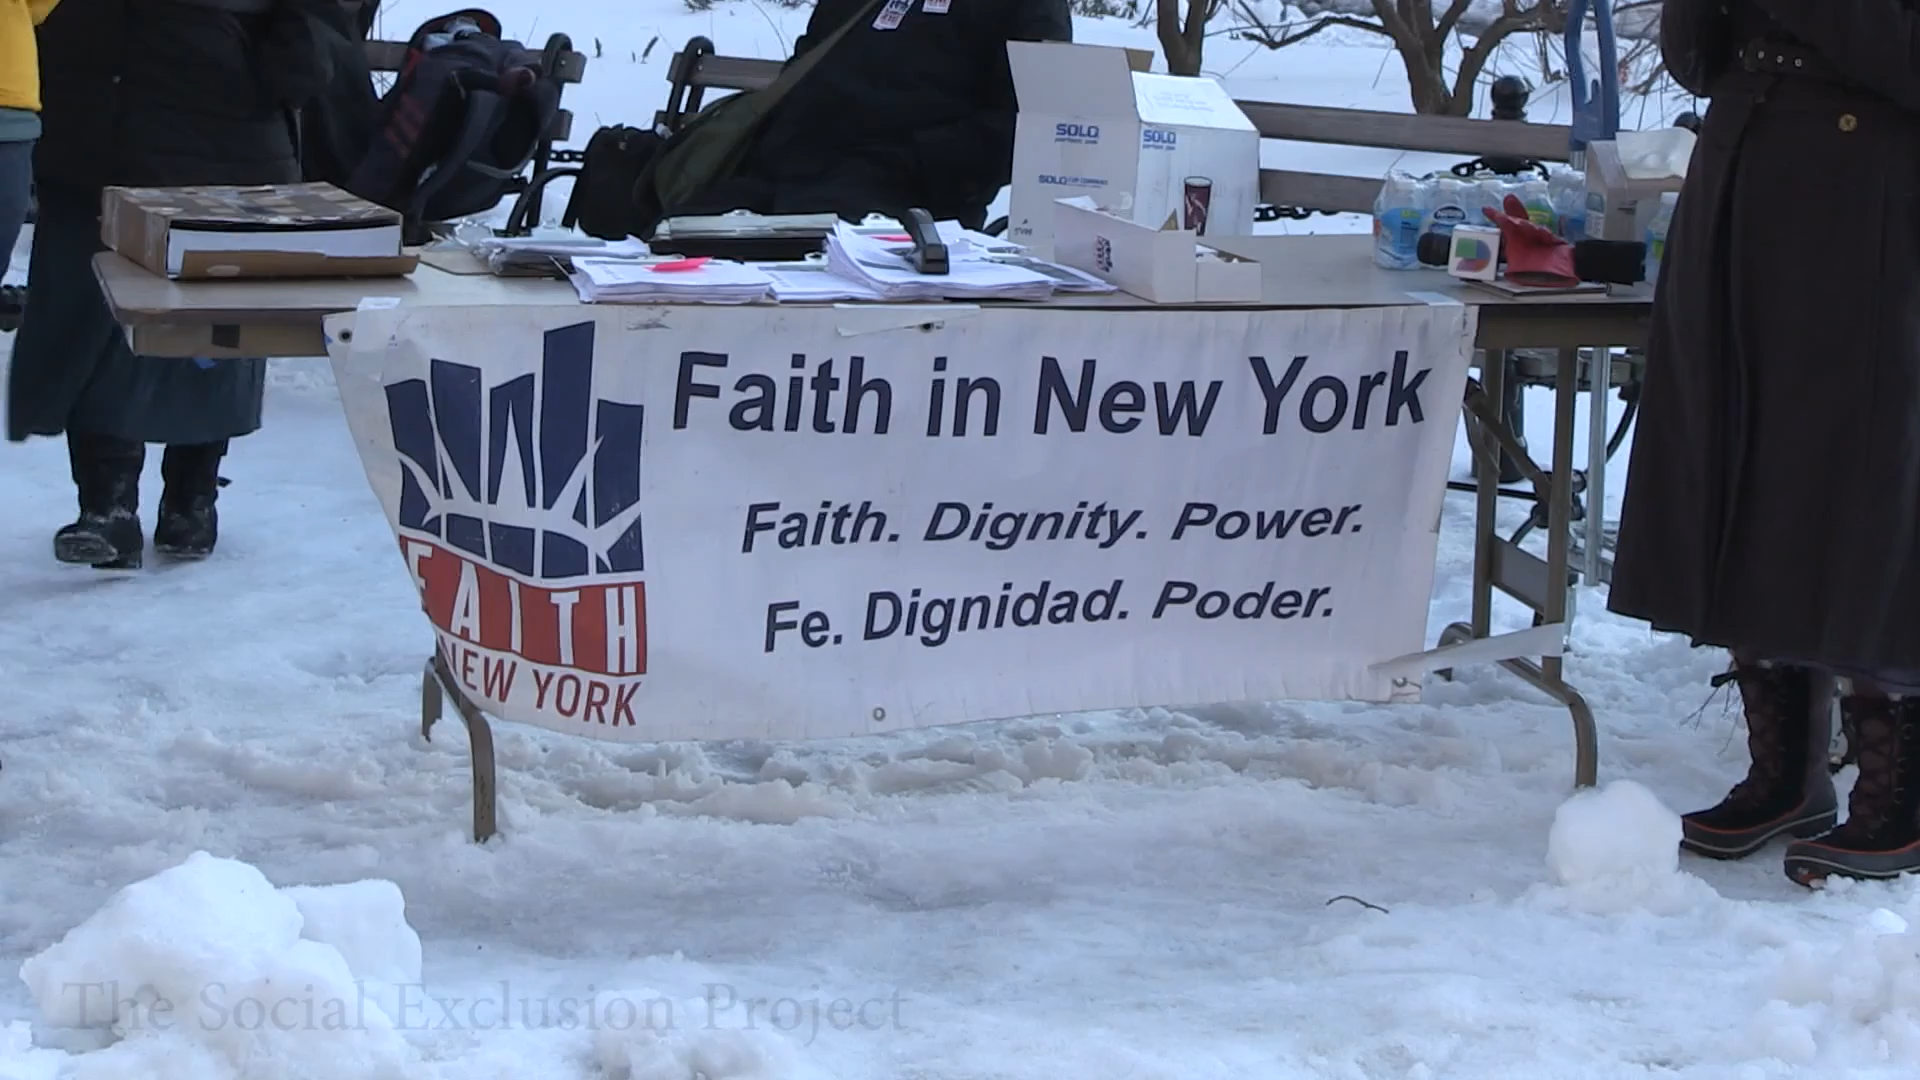 SOLO
SOLO
SOLO
Faith in New York
Faith. Dignity. Power.
Fe. Dignidad. Poder.
FAITH
NEW YORK
The Social Exclusion Project